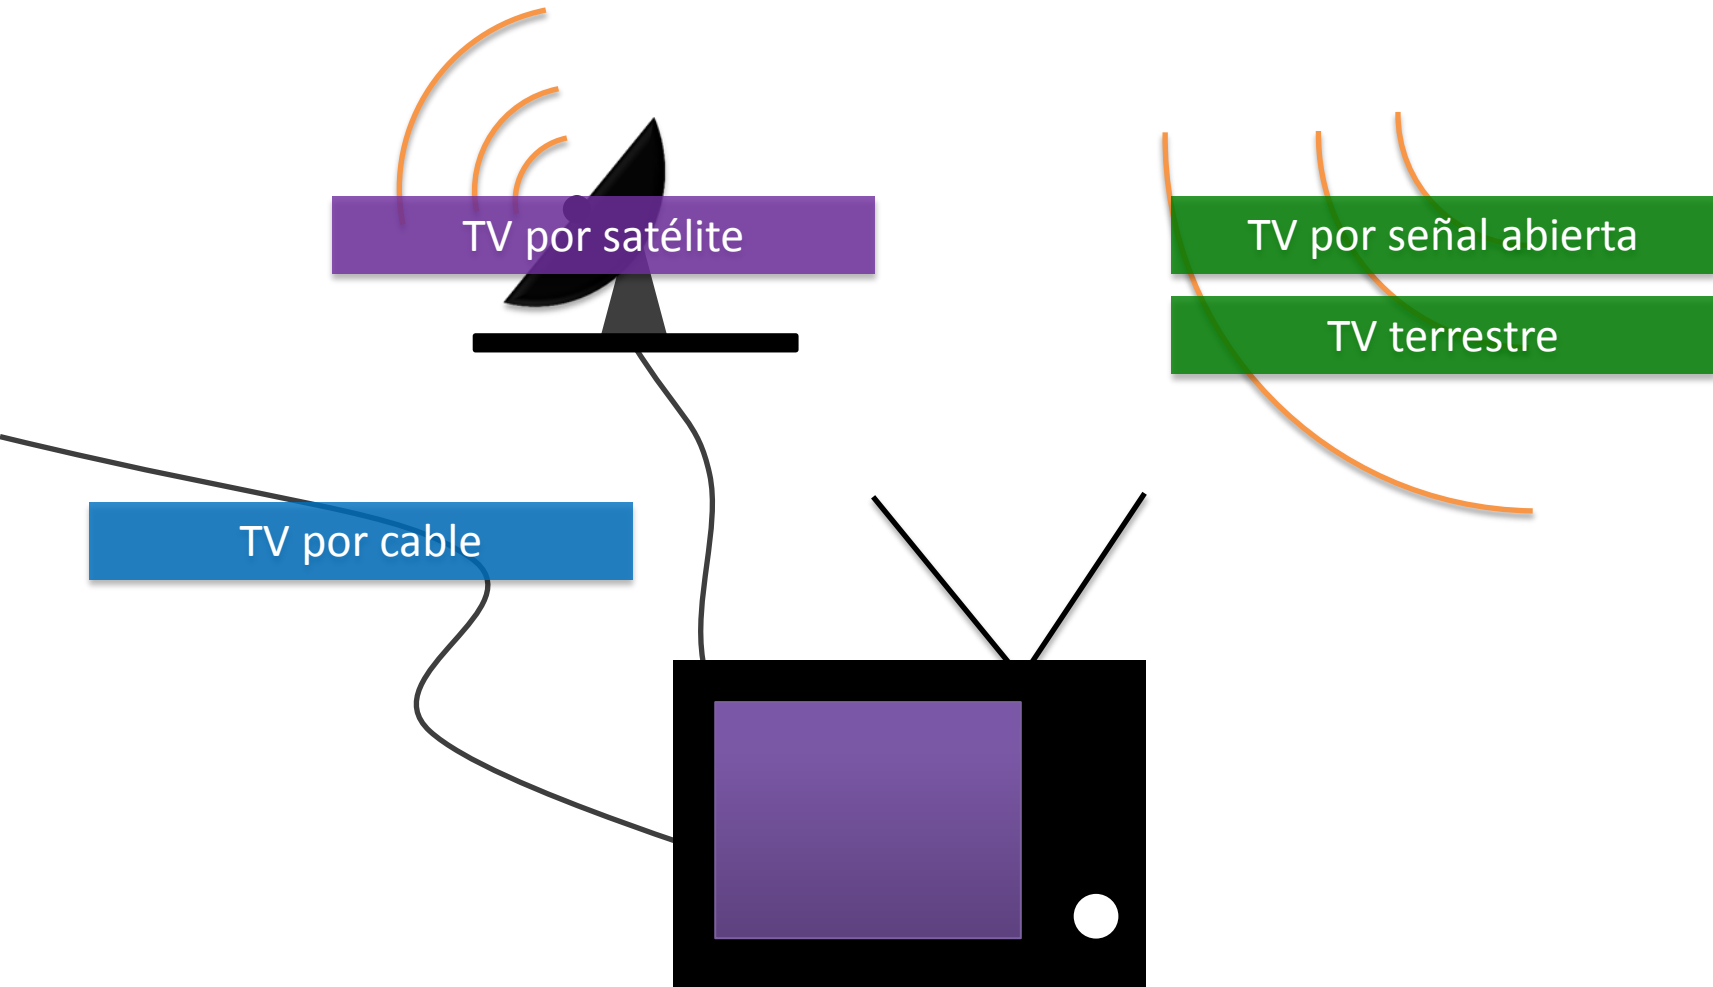 TV por satélite
TV por señal abierta
TV terrestre
TV por cable